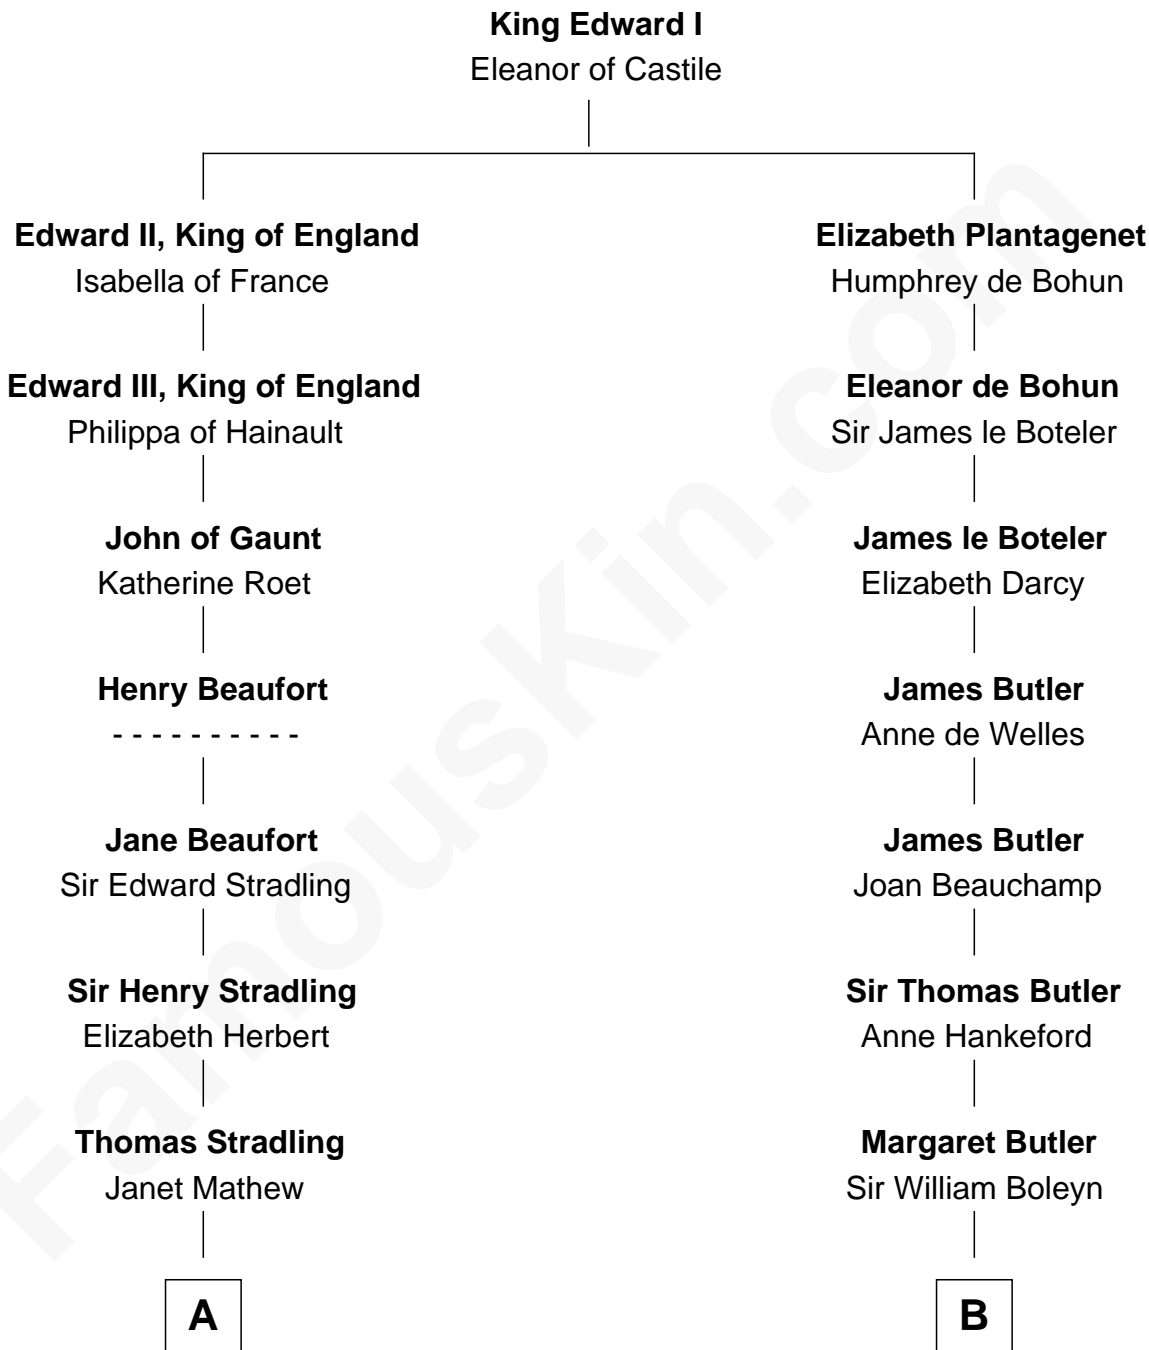 King Edward I
Eleanor of Castile
Edward II, King of England
Isabella of France
Edward III, King of England
Philippa of Hainault
John of Gaunt
Katherine Roet
Henry Beaufort
- - - - - - - - - -
Jane Beaufort
Sir Edward Stradling
Sir Henry Stradling
Elizabeth Herbert
Thomas Stradling
Janet Mathew
A
Elizabeth Plantagenet
Humphrey de Bohun
Eleanor de Bohun
Sir James le Boteler
James le Boteler
Elizabeth Darcy
James Butler
Anne de Welles
James Butler
Joan Beauchamp
Sir Thomas Butler
Anne Hankeford
Margaret Butler
Sir William Boleyn
B
FamousKin.com